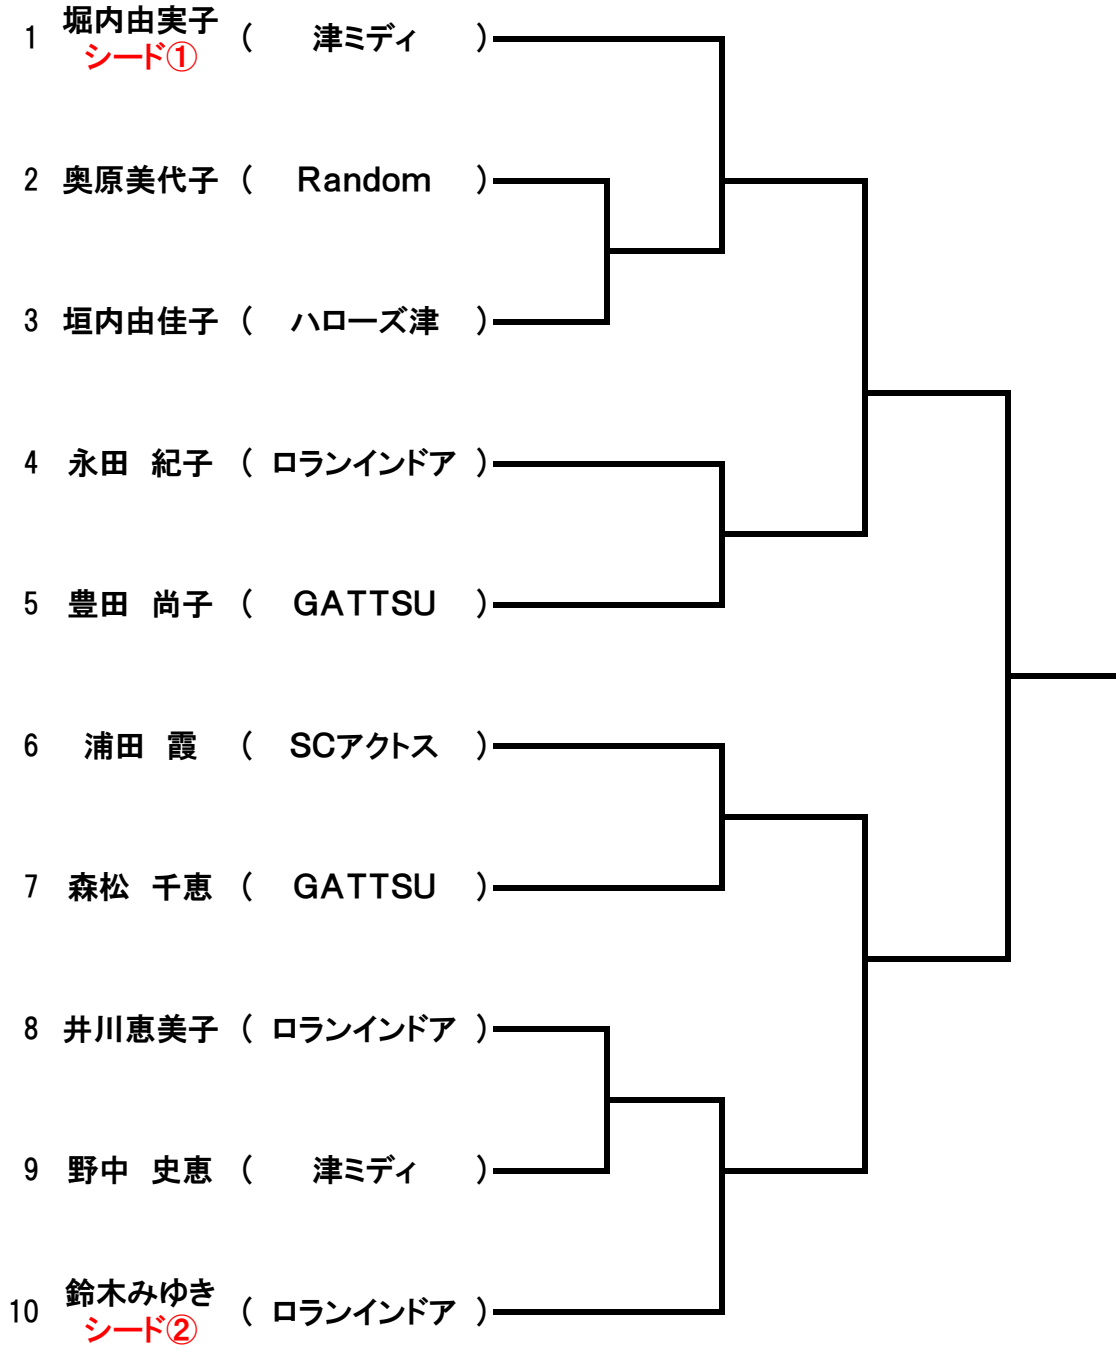 1 堀内由実子 ( 津ミディ )
シード①
2 奥原美代子 ( Random )
3 垣内由佳子 ( ハローズ津 )
4 永田 紀子 ( ロランインドア )
5 豊田 尚子 ( GATTSU )
6 浦田 霞 ( SCアクトス )
7 森松 千恵 ( GATTSU )
8 井川恵美子 ( ロランインドア )
9 野中 史恵 ( 津ミディ )
10 鈴木みゆき ( ロランインドア )
シード②